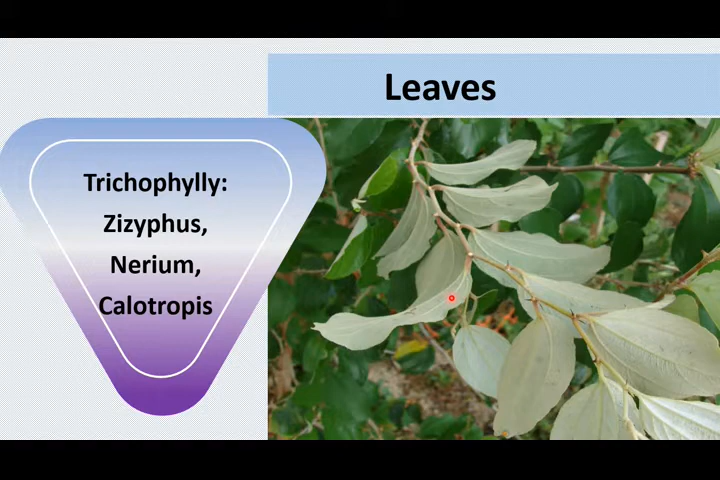 Leaves
Trichophylly:
Zizyphus,
Nerium,
Calotropis